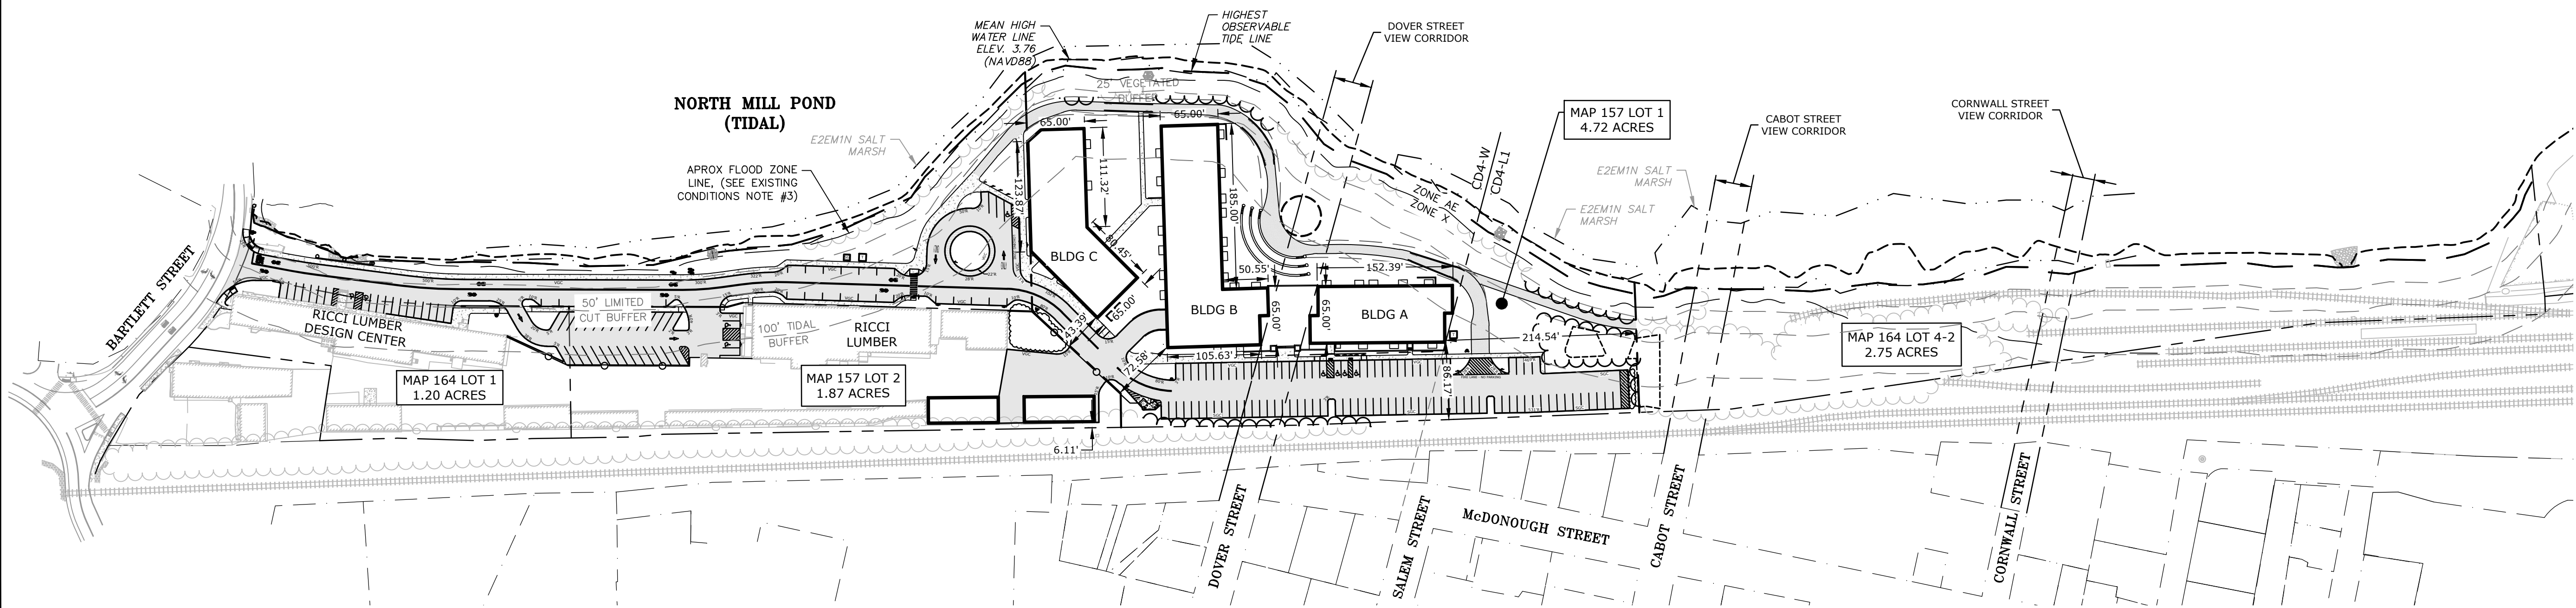 MEAN HIGH
WATER LINE
ELEV. 3.76
(NAVD88)
HIGHEST
OBSERVABLE
TIDE LINE
DOVER STREET
VIEW CORRIDOR
25' VEGETATED
BUFFER
NORTH MILL POND
(TIDAL)
E2EM1N SALT
MARSH
APROX FLOOD ZONE
LINE, (SEE EXISTING
CONDITIONS NOTE #3)
MAP 157 LOT 1
4.72 ACRES
CABOT STREET
VIEW CORRIDOR
CORNWALL STREET
VIEW CORRIDOR
E2EM1N SALT
MARSH
E2EM1N SALT
MARSH
CD4-W
CD4-L1
ZONE AE
ZONE X
65.00'
65.00'
111.32'
123.87'
185.00'
80.45'
BLDG C
65.00'
43.39'
50.55'
152.39'
65.00'
65.00'
BLDG B
BLDG A
105.63'
72.58'
214.54'
86.17'
6.11'
BARTLETT STREET
RICCI LUMBER
DESIGN CENTER
50' LIMITED
CUT BUFFER
100' TIDAL
BUFFER
RICCI
LUMBER
MAP 164 LOT 1
1.20 ACRES
MAP 157 LOT 2
1.87 ACRES
MAP 164 LOT 4-2
2.75 ACRES
DOVER STREET
SALEM STREET
McDONOUGH STREET
CABOT STREET
CORNWALL STREET